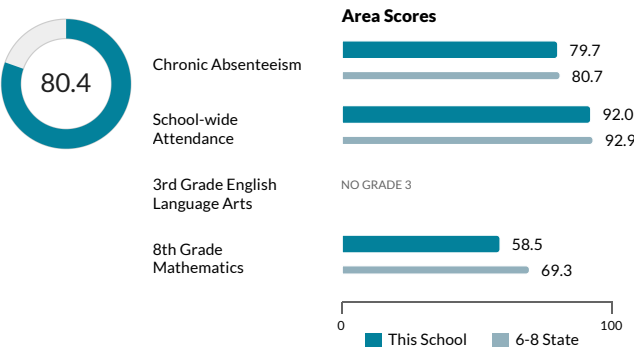 Area Scores
80.4
Chronic Absenteeism
79.7
80.7
School-wide
Attendance
92.0
92.9
3rd Grade English
Language Arts
NO GRADE 3
8th Grade
Mathematics
58.5
69.3
0
100
This School
6-8 State